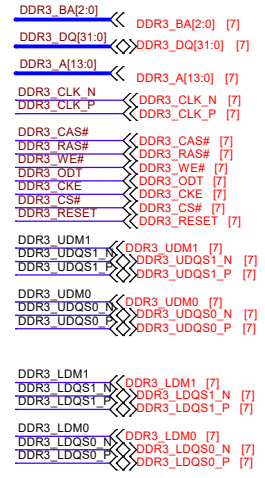 DDR3_BA[2:0] DDR3_BA[2:0] [7]
DDR3_DQ[31:0] DDR3_DQ[31:0] [7]
DDR3_A[13:0] DDR3_A[13:0] [7]
DDR3_CLK_N DDR3_CLK_N [7]
DDR3_CLK_P DDR3_CLK_P [7]
DDR3_CAS# DDR3_CAS# [7]
DDR3_RAS# DDR3_RAS# [7]
DDR3_WE# DDR3_WE# [7]
DDR3_ODT DDR3_ODT [7]
DDR3_CKE DDR3_CKE [7]
DDR3_CS# DDR3_CS# [7]
DDR3_RESET DDR3_RESET [7]
DDR3_UDM1 DDR3_UDM1 [7]
DDR3_UDQS1_N DDR3_UDQS1_N [7]
DDR3_UDQS1_P DDR3_UDQS1_P [7]
DDR3_UDM0 DDR3_UDM0 [7]
DDR3_UDQS0_N DDR3_UDQS0_N [7]
DDR3_UDQS0_P DDR3_UDQS0_P [7]
DDR3_LDM1 DDR3_LDM1 [7]
DDR3_LDQS1_N DDR3_LDQS1_N [7]
DDR3_LDQS1_P DDR3_LDQS1_P [7]
DDR3_LDM0 DDR3_LDM0 [7]
DDR3_LDQS0_N DDR3_LDQS0_N [7]
DDR3_LDQS0_P DDR3_LDQS0_P [7]